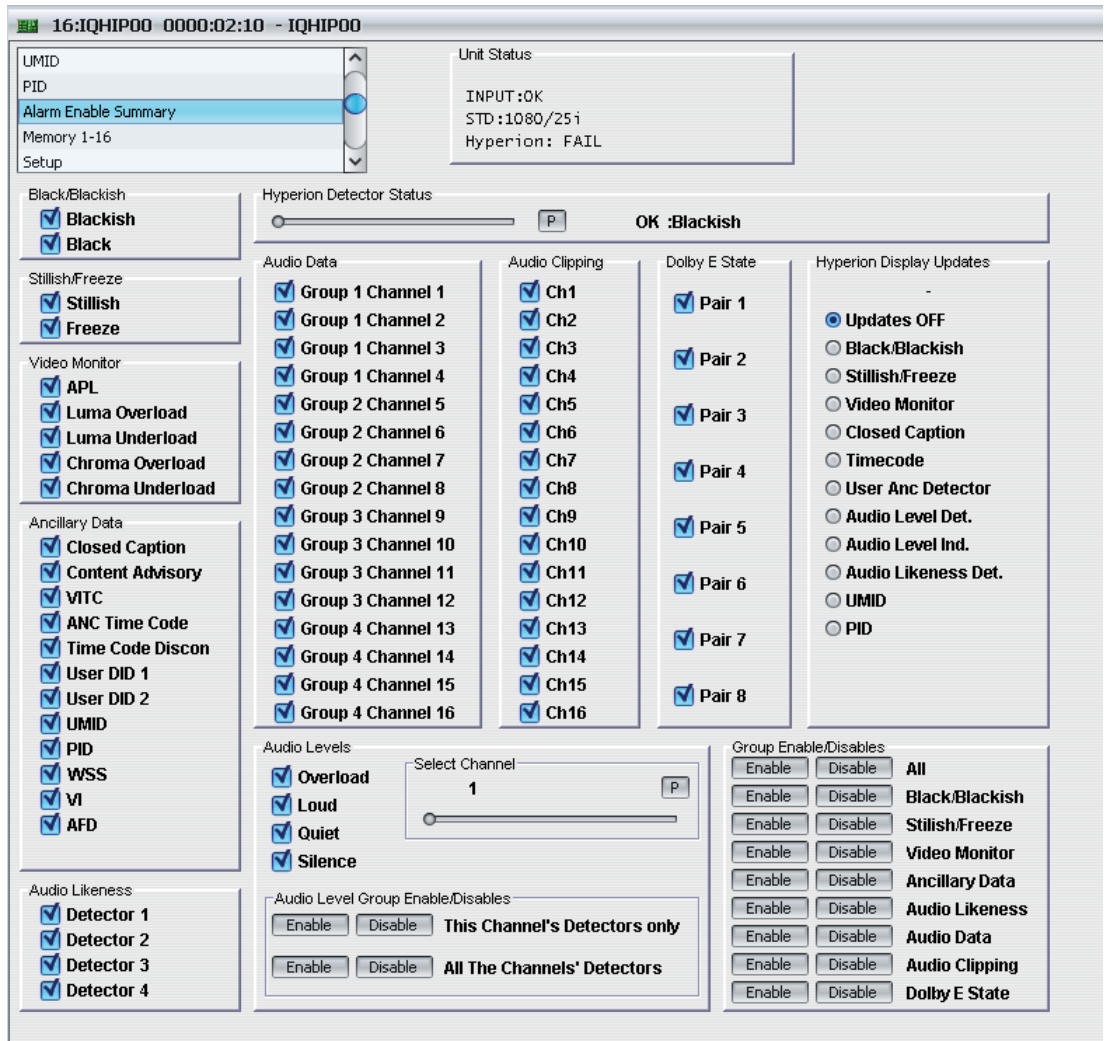 16:IQHIP00 0000:02:10 - IQHIP00
UMID
PID
Alarm Enable Summary
Memory 1-16
Setup
Unit Status
INPUT:OK
STD:1080/25i
Hyperion: FAIL
Black/Blackish
Blackish
Black
Stillish/Freeze
Stillish
Freeze
Video Monitor
APL
Luma Overload
Luma Underload
Chroma Overload
Chroma Underload
Ancillary Data
Closed Caption
Content Advisory
VITC
ANC Time Code
Time Code Discon
User DID 1
User DID 2
UMID
PID
WSS
VI
AFD
Audio Likeness
Detector 1
Detector 2
Detector 3
Detector 4
Hyperion Detector Status
P
OK :Blackish
Audio Data
Group 1 Channel 1
Group 1 Channel 2
Group 1 Channel 3
Group 1 Channel 4
Group 2 Channel 5
Group 2 Channel 6
Group 2 Channel 7
Group 2 Channel 8
Group 3 Channel 9
Group 3 Channel 10
Group 3 Channel 11
Group 3 Channel 12
Group 4 Channel 13
Group 4 Channel 14
Group 4 Channel 15
Group 4 Channel 16
Audio Clipping
Ch1
Ch2
Ch3
Ch4
Ch5
Ch6
Ch7
Ch8
Ch9
Ch10
Ch11
Ch12
Ch13
Ch14
Ch15
Ch16
Dolby E State
Pair 1
Pair 2
Pair 3
Pair 4
Pair 5
Pair 6
Pair 7
Pair 8
Hyperion Display Updates
-
Updates OFF
Black/Blackish
Stillish/Freeze
Video Monitor
Closed Caption
Timecode
User Anc Detector
Audio Level Det.
Audio Level Ind.
Audio Likeness Det.
UMID
PID
Audio Levels
Overload
Loud
Quiet
Silence
Select Channel
1
P
Audio Level Group Enable/Disables
Enable Disable This Channel's Detectors only
Enable Disable All The Channels' Detectors
Group Enable/Disables
Enable Disable All
Enable Disable Black/Blackish
Enable Disable Stilish/Freeze
Enable Disable Video Monitor
Enable Disable Ancillary Data
Enable Disable Audio Likeness
Enable Disable Audio Data
Enable Disable Audio Clipping
Enable Disable Dolby E State